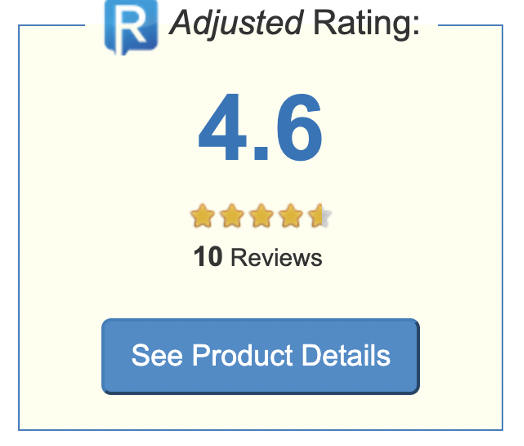 R Adjusted Rating:
4.6
10 Reviews
See Product Details